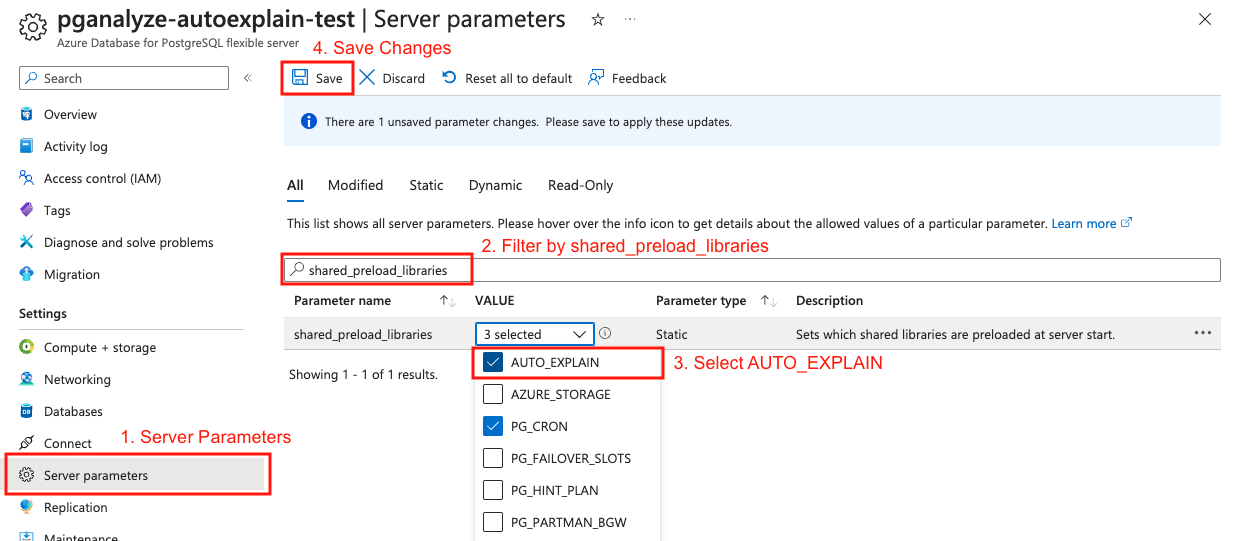 pganalyze-autoexplain-test | Server parameters
Azure Database for PostgreSQL flexible server
4. Save Changes
Search
Save Discard Reset all to default Feedback
There are 1 unsaved parameter changes. Please save to apply these updates.
Overview
Activity log
Access control (IAM)
Tags
Diagnose and solve problems
Migration
Settings
Compute + storage
Networking
Databases
Connect
1. Server Parameters
Server parameters
Replication
Maintenance
All Modified Static Dynamic Read-Only
This list shows all server parameters. Please hover over the info icon to get details about the allowed values of a particular parameter. Learn more
2. Filter by shared_preload_libraries
shared_preload_libraries
Parameter name VALUE Parameter type Description
shared_preload_libraries 3 selected Static Sets which shared libraries are preloaded at server start.
Showing 1 - 1 of 1 results.
AUTO_EXPLAIN
3. Select AUTO_EXPLAIN
AZURE_STORAGE
PG_CRON
PG_FAILOVER_SLOTS
PG_HINT_PLAN
PG_PARTMAN_BGW